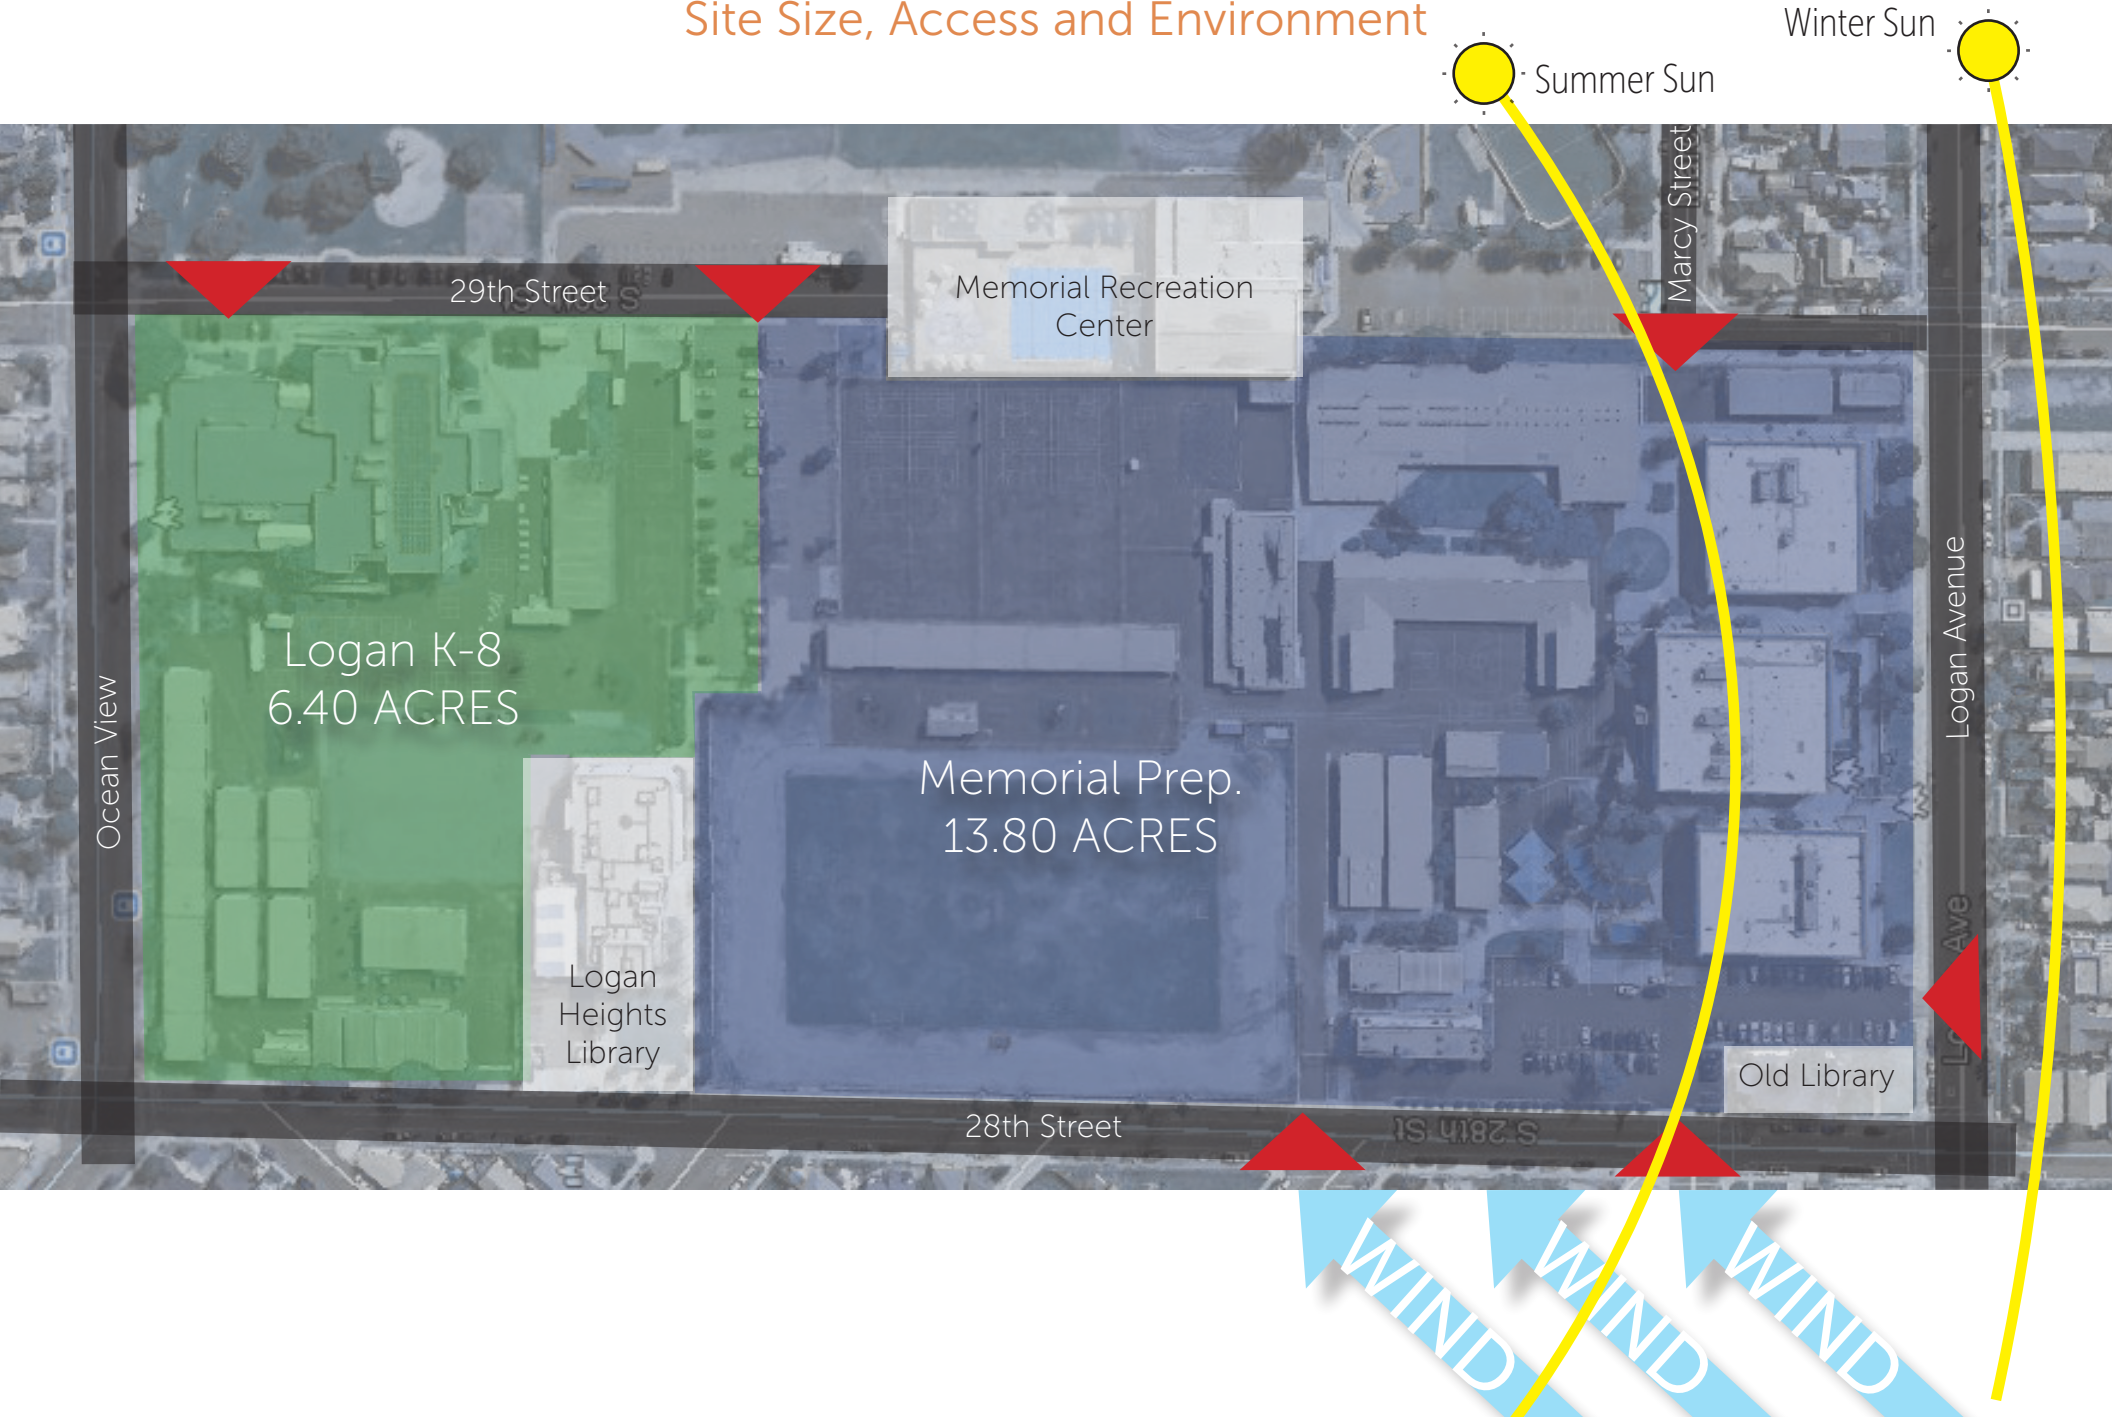 Site Size, Access and Environment
Winter Sun
Summer Sun
Marcy Street
29th Street
Memorial Recreation
Center
Logan K-8
6.40 ACRES
Ocean View
Logan Avenue
Memorial Prep.
13.80 ACRES
Logan
Heights
Library
Old Library
28th Street
S 28th St
WIND
WIND
WIND